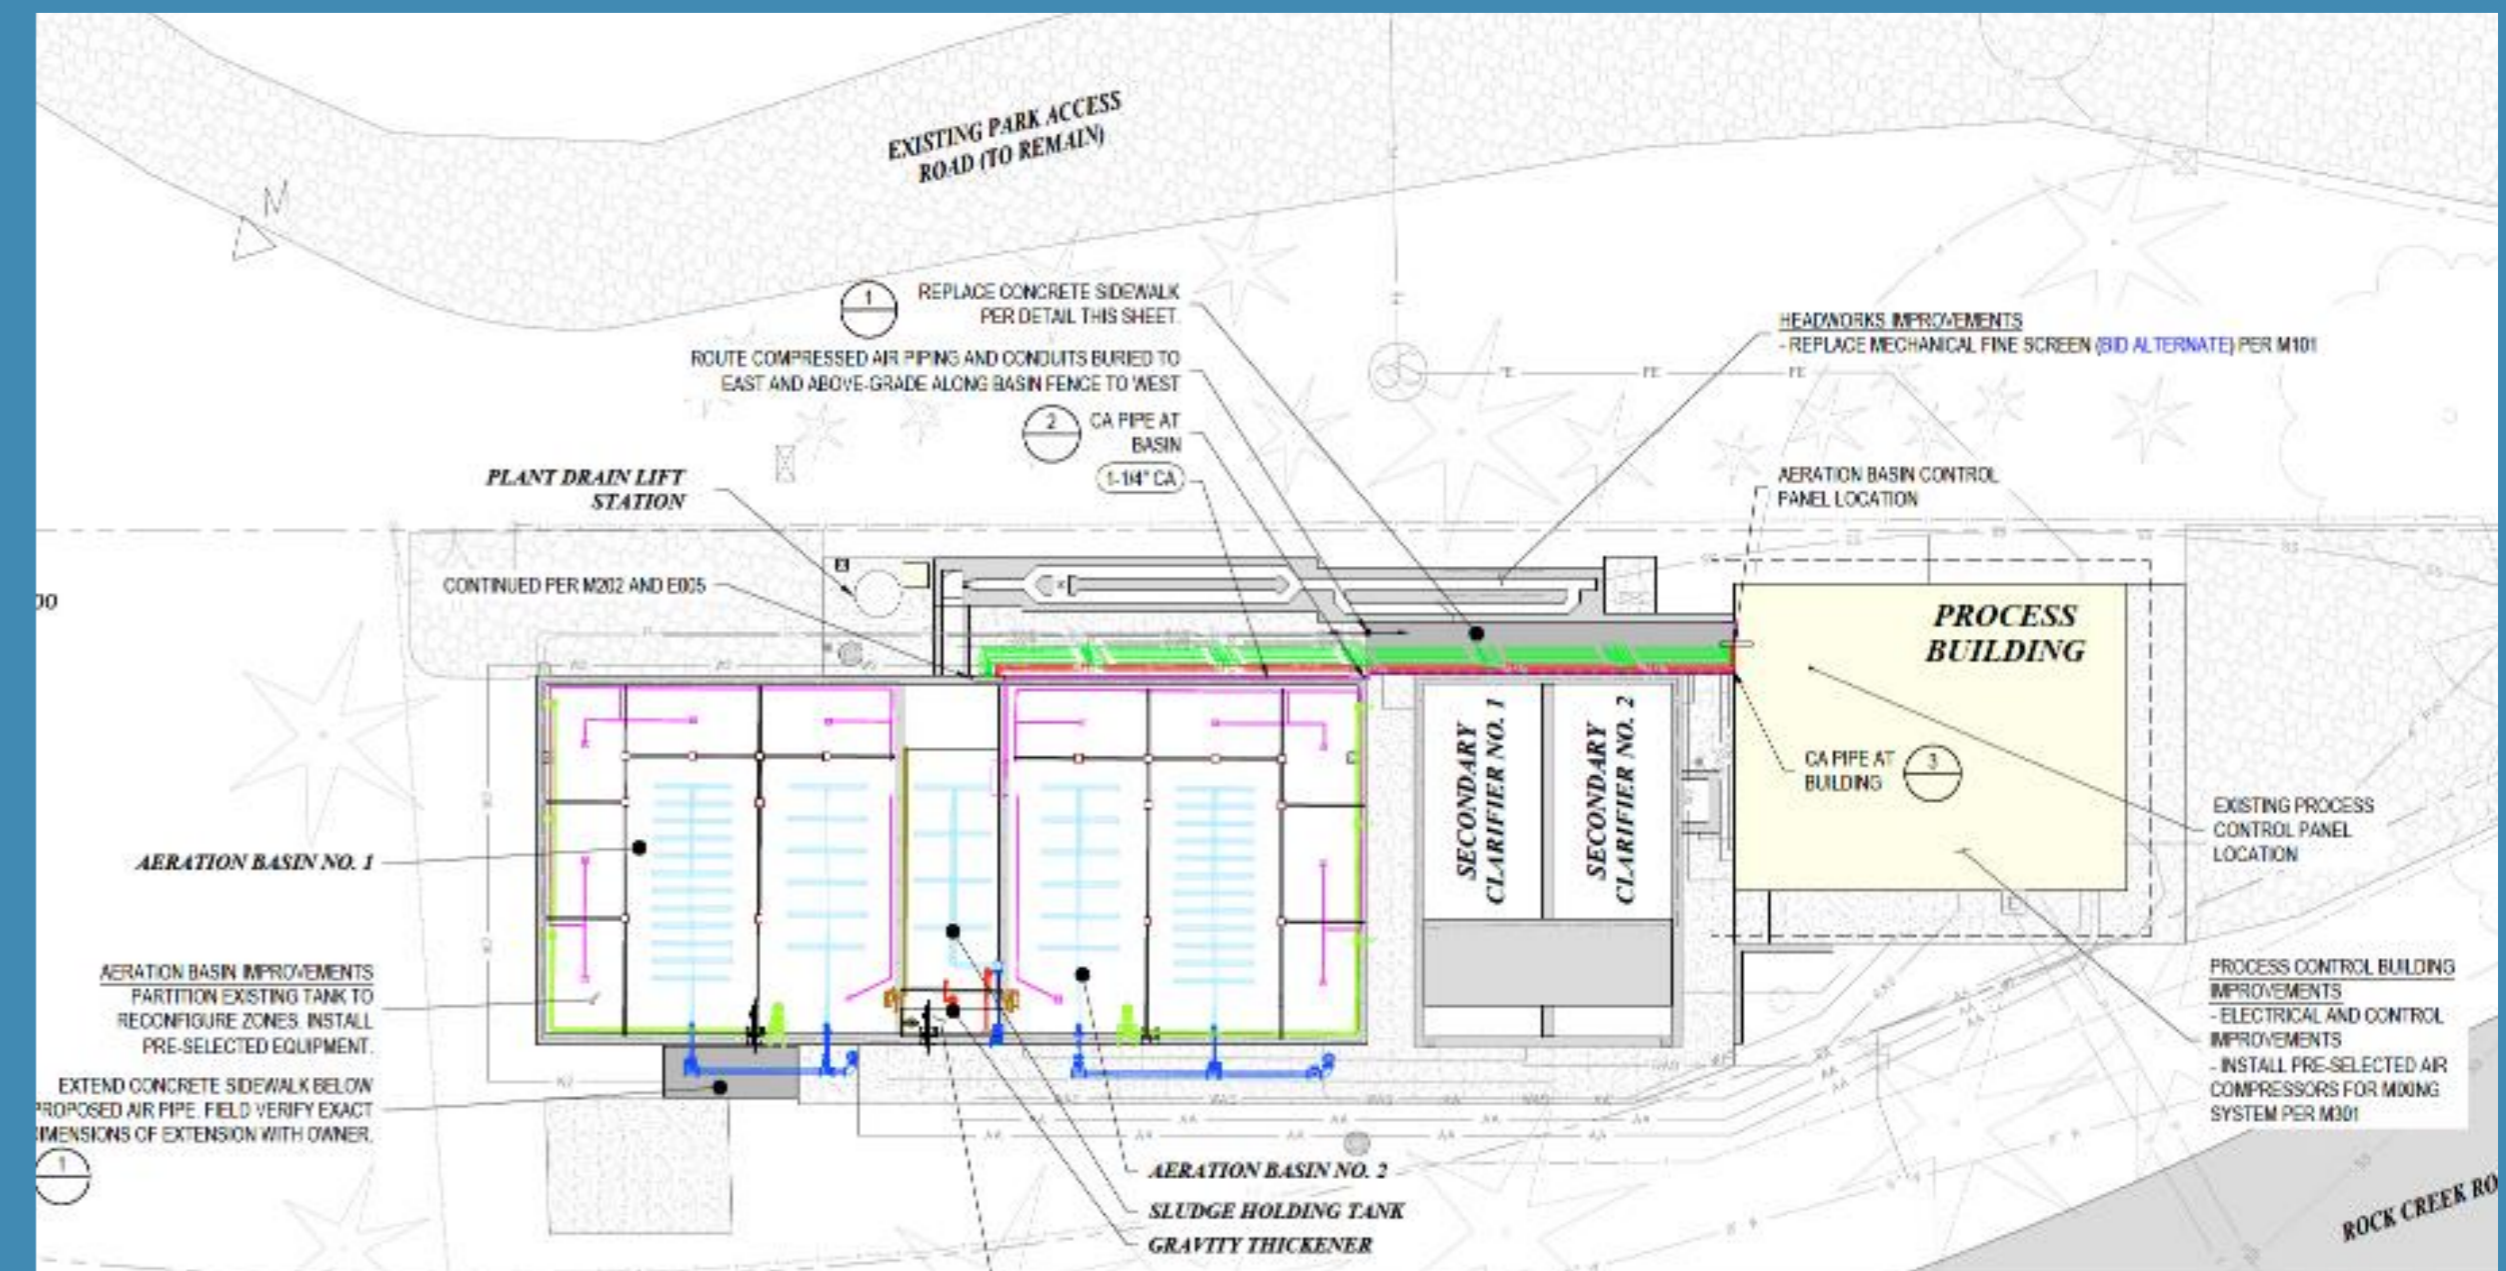 EXISTING PARK ACCESS
ROAD (TO REMAIN)
1
REPLACE CONCRETE SIDEWALK
PER DETAIL THIS SHEET.
ROUTE COMPRESSED AIR PIPING AND CONDUITS BURIED TO
EAST AND ABOVE-GRADE ALONG BASIN FENCE TO WEST
2
CA PIPE AT
BASIN
1-1/4" CA
HEADWORKS IMPROVEMENTS
- REPLACE MECHANICAL FINE SCREEN (BID ALTERNATE) PER M101
PLANT DRAIN LIFT
STATION
AERATION BASIN CONTROL
PANEL LOCATION
CONTINUED PER M202 AND E005
PROCESS
BUILDING
SECONDARY
CLARIFIER NO. 1
SECONDARY
CLARIFIER NO. 2
CA PIPE AT
BUILDING
3
EXISTING PROCESS
CONTROL PANEL
LOCATION
AERATION BASIN NO. 1
AERATION BASIN IMPROVEMENTS
PARTITION EXISTING TANK TO
RECONFIGURE ZONES. INSTALL
PRE-SELECTED EQUIPMENT.
EXTEND CONCRETE SIDEWALK BELOW
PROPOSED AIR PIPE. FIELD VERIFY EXACT
DIMENSIONS OF EXTENSION WITH OWNER.
1
PROCESS CONTROL BUILDING
IMPROVEMENTS
- ELECTRICAL AND CONTROL
IMPROVEMENTS
- INSTALL PRE-SELECTED AIR
COMPRESSORS FOR MIXING
SYSTEM PER M301
AERATION BASIN NO. 2
SLUDGE HOLDING TANK
GRAVITY THICKENER
ROCK CREEK RO